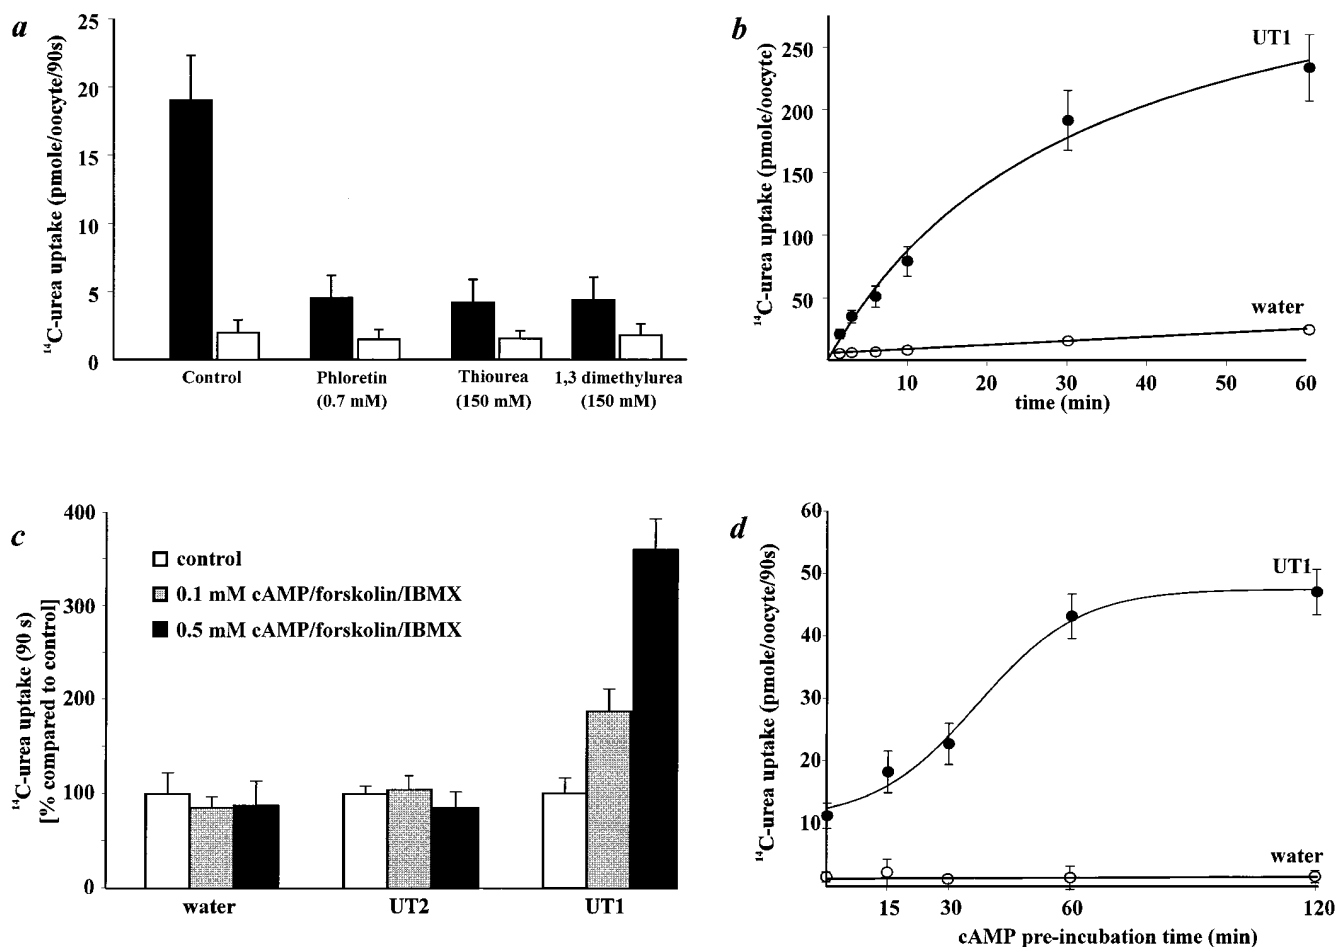 a
¹⁴C-urea uptake (pmole/oocyte/90s)
25
20
15
10
5
0
Control
Phloretin
(0.7 mM)
Thiourea
(150 mM)
1,3 dimethylurea
(150 mM)
b
¹⁴C-urea uptake (pmole/oocyte)
250
200
150
100
50
UT1
water
10
20
30
40
50
60
time (min)
c
¹⁴C-urea uptake (90 s)
[% compared to control]
400
300
200
100
0
control
0.1 mM cAMP/forskolin/IBMX
0.5 mM cAMP/forskolin/IBMX
water
UT2
UT1
d
¹⁴C-urea uptake (pmole/oocyte/90s)
60
50
40
30
20
10
UT1
water
15
30
60
120
cAMP pre-incubation time (min)